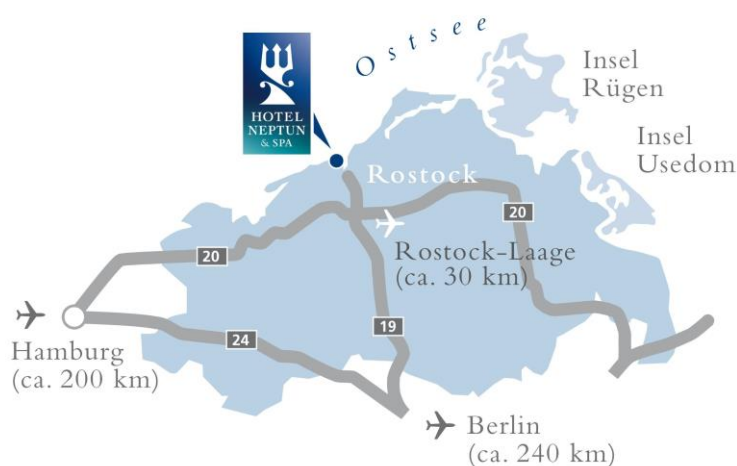 Ostsee
HOTEL
NEPTUN
& SPA
Insel
Rügen
Insel
Usedom
Rostock
20
20
Rostock-Laage
(ca. 30 km)
19
24
Hamburg
(ca. 200 km)
Berlin
(ca. 240 km)